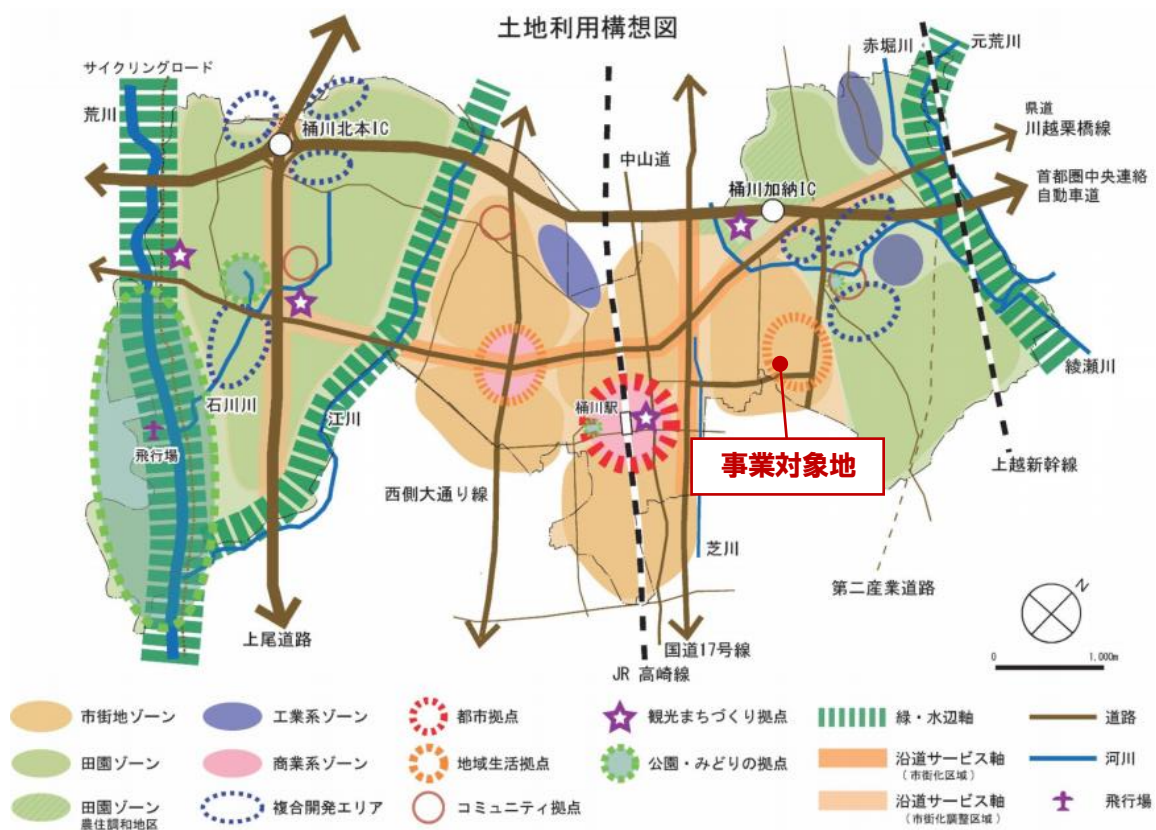 土地利用構想図
サイクリングロード
荒川
桶川北本IC
中山道
赤堀川
元荒川
県道
川越栗橋線
桶川加納IC
首都圏中央連絡
自動車道
石川川
江川
飛行場
桶川駅
事業対象地
綾瀬川
上越新幹線
西側大通り線
芝川
第二産業道路
上尾道路
国道17号線
JR 高崎線
N
0 1,000m
市街地ゾーン
工業系ゾーン
都市拠点
観光まちづくり拠点
緑・水辺軸
道路
田園ゾーン
商業系ゾーン
地域生活拠点
公園・みどりの拠点
沿道サービス軸
(市街化区域)
河川
田園ゾーン
農住調和地区
複合開発エリア
コミュニティ拠点
沿道サービス軸
(市街化調整区域)
飛行場